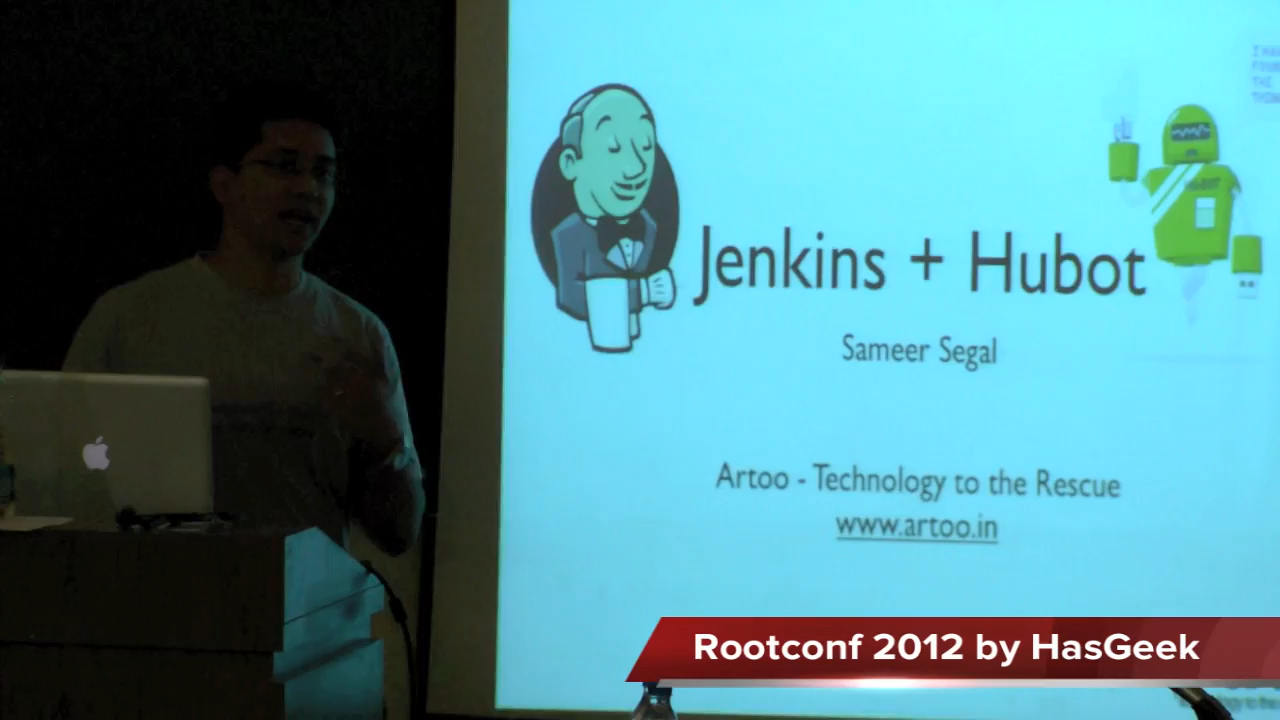 Jenkins + Hubot
Sameer Segal
Artoo - Technology to the Rescue
www.artoo.in
Rootconf 2012 by HasGeek